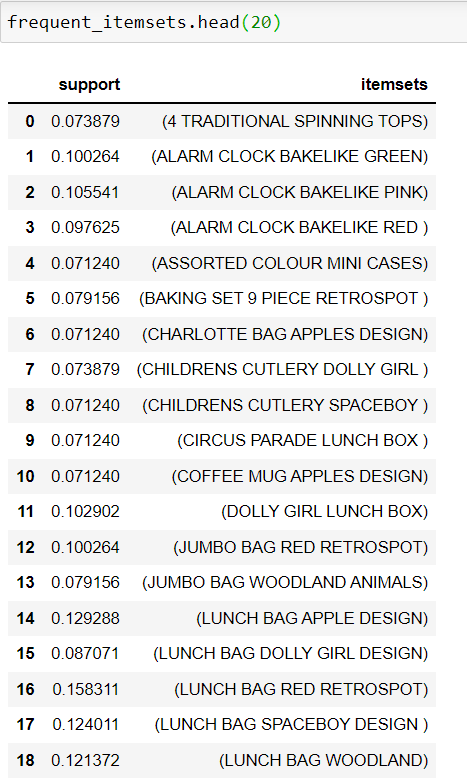 frequent_itemsets.head(20)
support itemsets
0 0.073879 (4 TRADITIONAL SPINNING TOPS)
1 0.100264 (ALARM CLOCK BAKELIKE GREEN)
2 0.105541 (ALARM CLOCK BAKELIKE PINK)
3 0.097625 (ALARM CLOCK BAKELIKE RED )
4 0.071240 (ASSORTED COLOUR MINI CASES)
5 0.079156 (BAKING SET 9 PIECE RETROSPOT )
6 0.071240 (CHARLOTTE BAG APPLES DESIGN)
7 0.073879 (CHILDRENS CUTLERY DOLLY GIRL )
8 0.071240 (CHILDRENS CUTLERY SPACEBOY )
9 0.071240 (CIRCUS PARADE LUNCH BOX )
10 0.071240 (COFFEE MUG APPLES DESIGN)
11 0.102902 (DOLLY GIRL LUNCH BOX)
12 0.100264 (JUMBO BAG RED RETROSPOT)
13 0.079156 (JUMBO BAG WOODLAND ANIMALS)
14 0.129288 (LUNCH BAG APPLE DESIGN)
15 0.087071 (LUNCH BAG DOLLY GIRL DESIGN)
16 0.158311 (LUNCH BAG RED RETROSPOT)
17 0.124011 (LUNCH BAG SPACEBOY DESIGN )
18 0.121372 (LUNCH BAG WOODLAND)